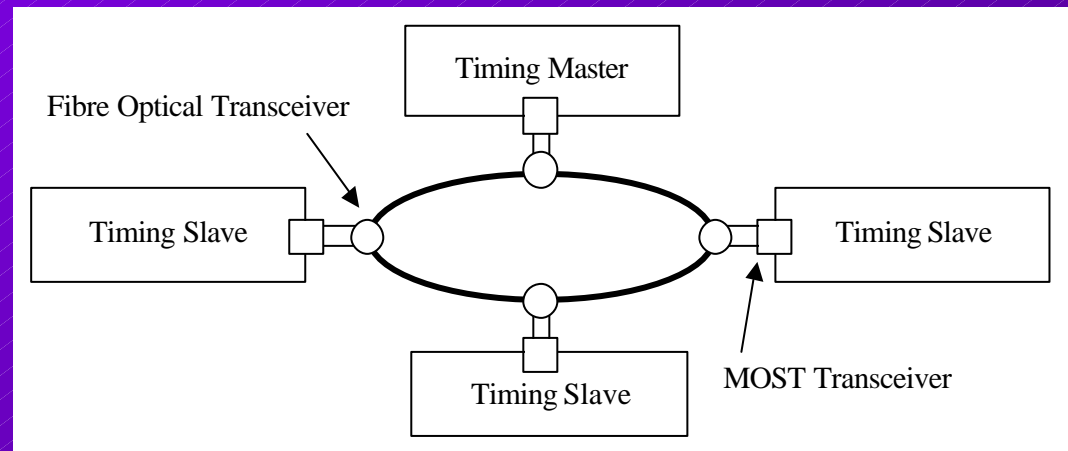 Timing Master
Fibre Optical Transceiver
Timing Slave
Timing Slave
MOST Transceiver
Timing Slave